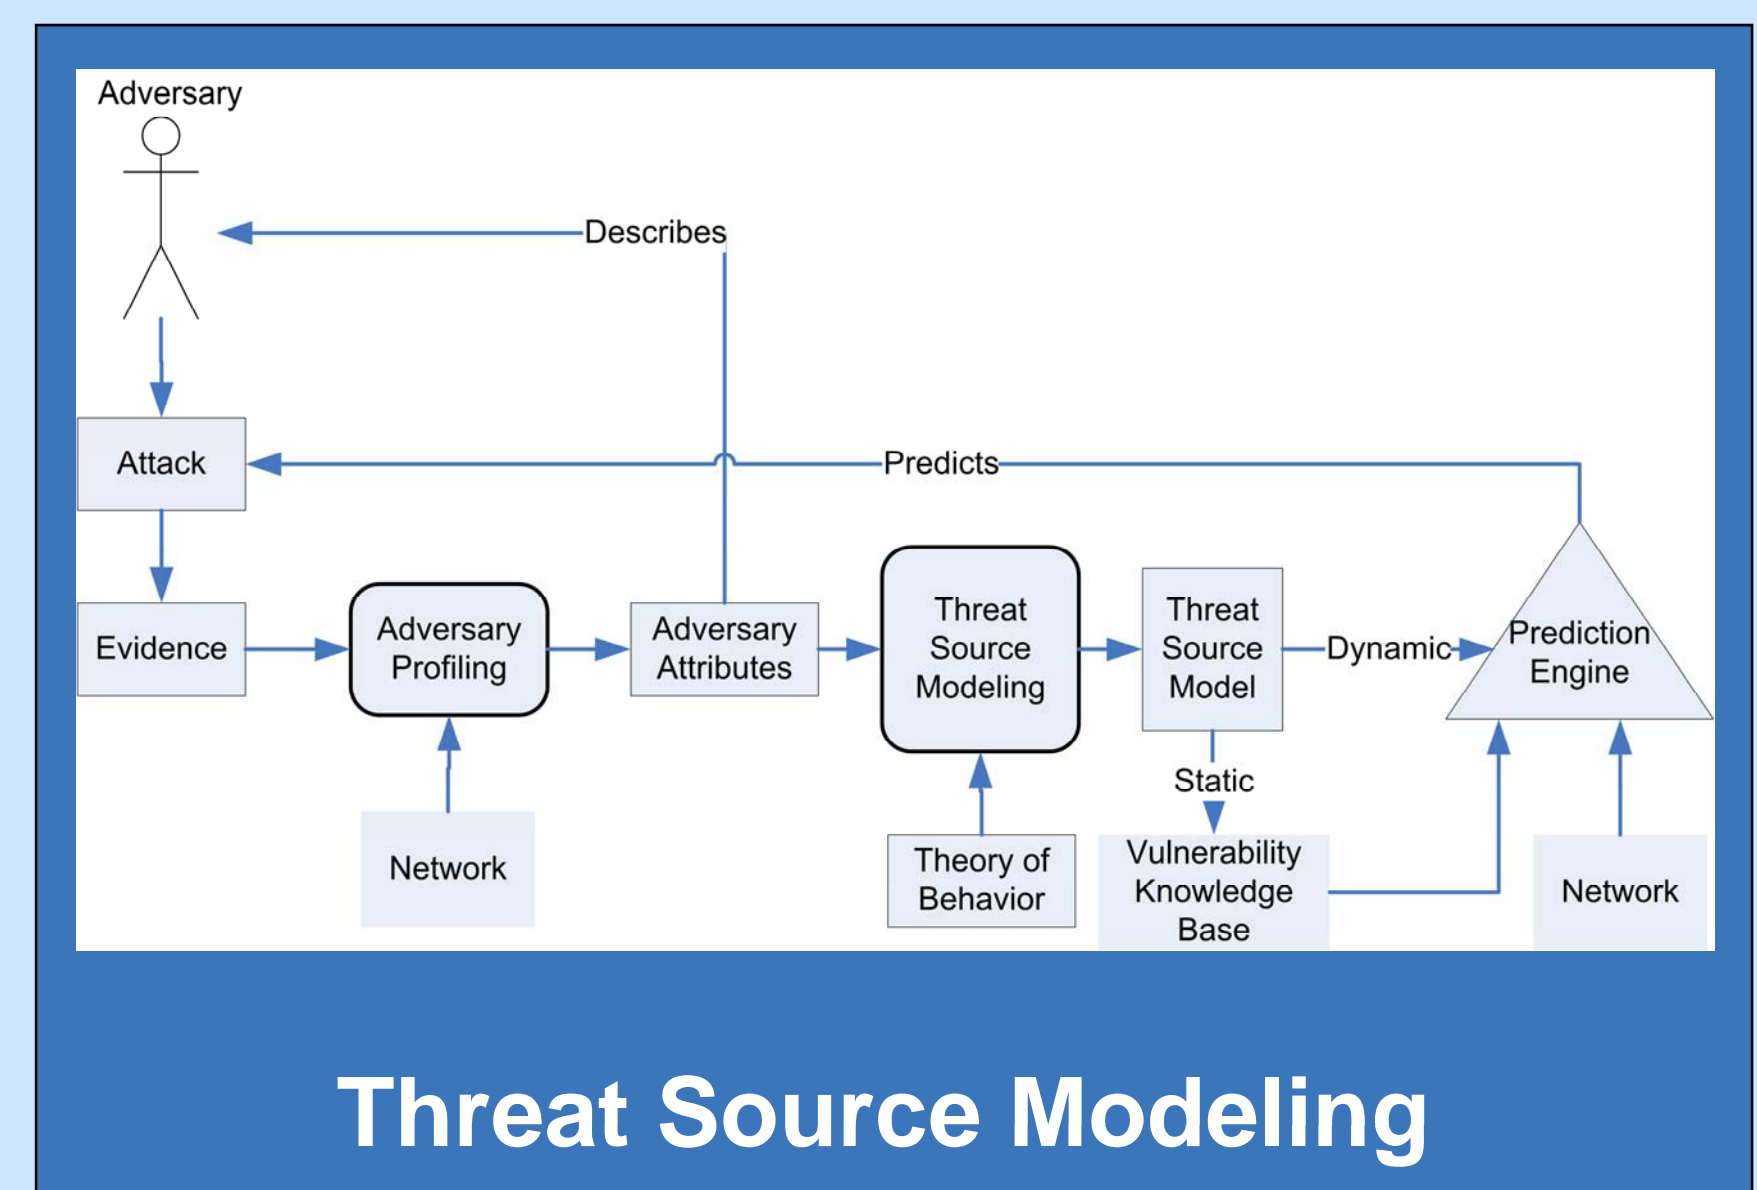 Adversary
Describes
Attack
Predicts
Evidence
Adversary
Profiling
Adversary
Attributes
Threat
Source
Modeling
Threat
Source
Model
Dynamic
Prediction
Engine
Static
Network
Theory of
Behavior
Vulnerability
Knowledge
Base
Network
Threat Source Modeling